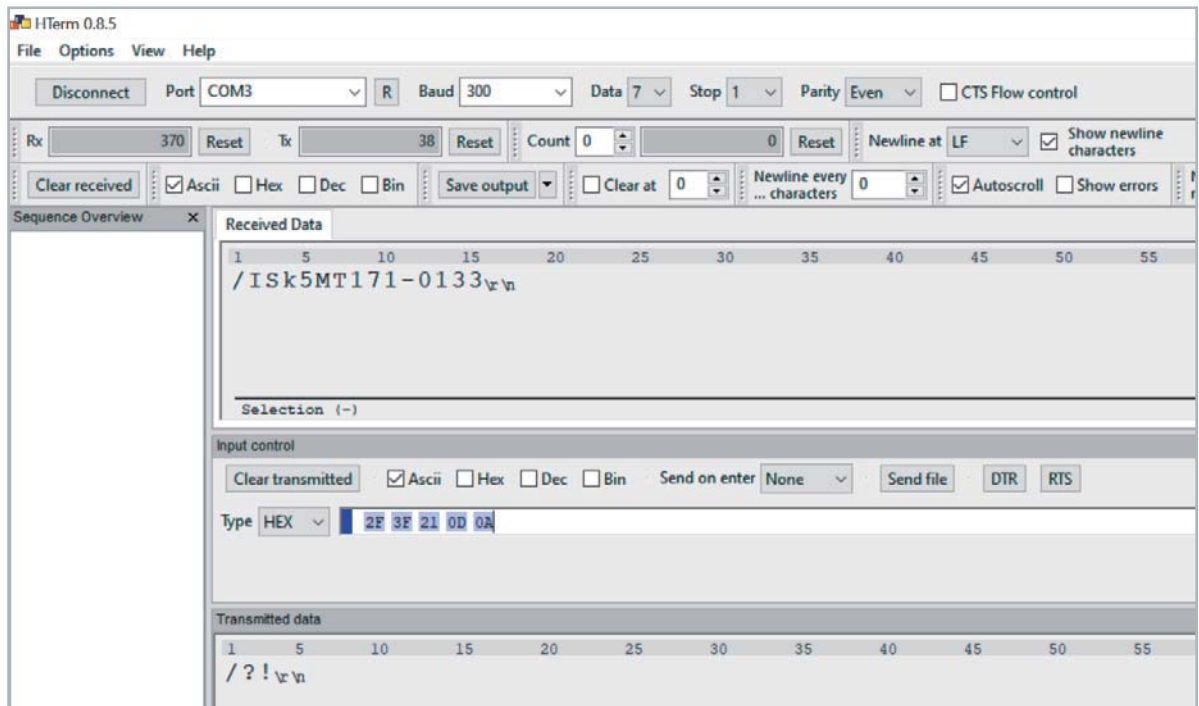 HTerm 0.8.5
File Options View Help
Disconnect Port COM3 R Baud 300 Data 7 Stop 1 Parity Even CTS Flow control
Rx 370 Reset Tx 38 Reset Count 0 0 Reset Newline at LF Show newline characters
Clear received Ascii Hex Dec Bin Save output Clear at 0 Newline every ... characters 0 Autoscroll Show errors
Sequence Overview × Received Data
1 5 10 15 20 25 30 35 40 45 50 55
/ISk5MT171-0133\r\n
Selection (-)
Input control
Clear transmitted Ascii Hex Dec Bin Send on enter None Send file DTR RTS
Type HEX 2F 3F 21 0D 0A
Transmitted data
1 5 10 15 20 25 30 35 40 45 50 55
/?!\r\n